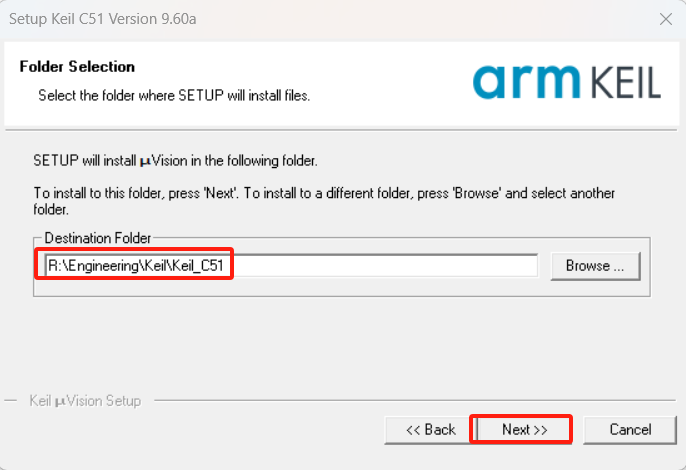 Setup Keil C51 Version 9.60a
Folder Selection
Select the folder where SETUP will install files.
arm KEIL
SETUP will install µVision in the following folder.
To install to this folder, press 'Next'. To install to a different folder, press 'Browse' and select another
folder.
Destination Folder
R:\Engineering\Keil\Keil_C51
Browse ...
Keil µVision Setup
<< Back
Next >>
Cancel